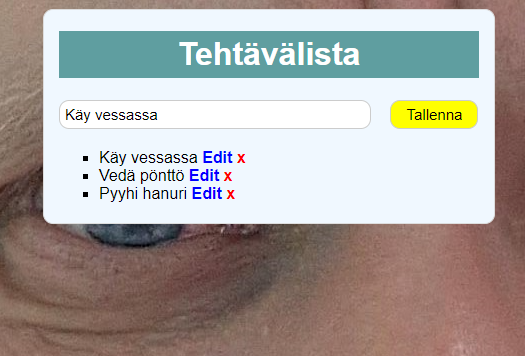 Tehtävälista
Käy vessassa Tallenna
Käy vessassa Edit x
Vedä pönttö Edit x
Pyyhi hanuri Edit x